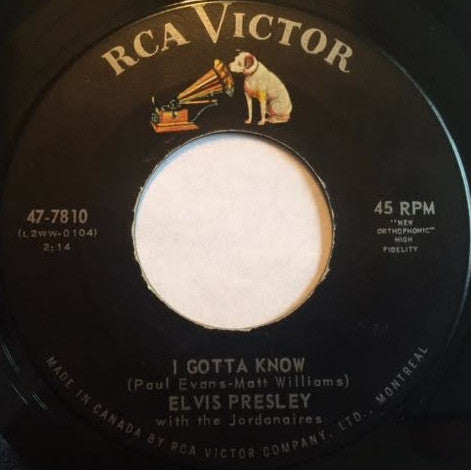 RCA VICTOR
47-7810
(L2WW-0104)
2:14
45 RPM
"NEW
ORTHOPHONIC"
HIGH
FIDELITY
I GOTTA KNOW
(Paul Evans-Matt Williams)
ELVIS PRESLEY
with the Jordanaires
MADE IN CANADA BY RCA VICTOR COMPANY, LTD., MONTREAL